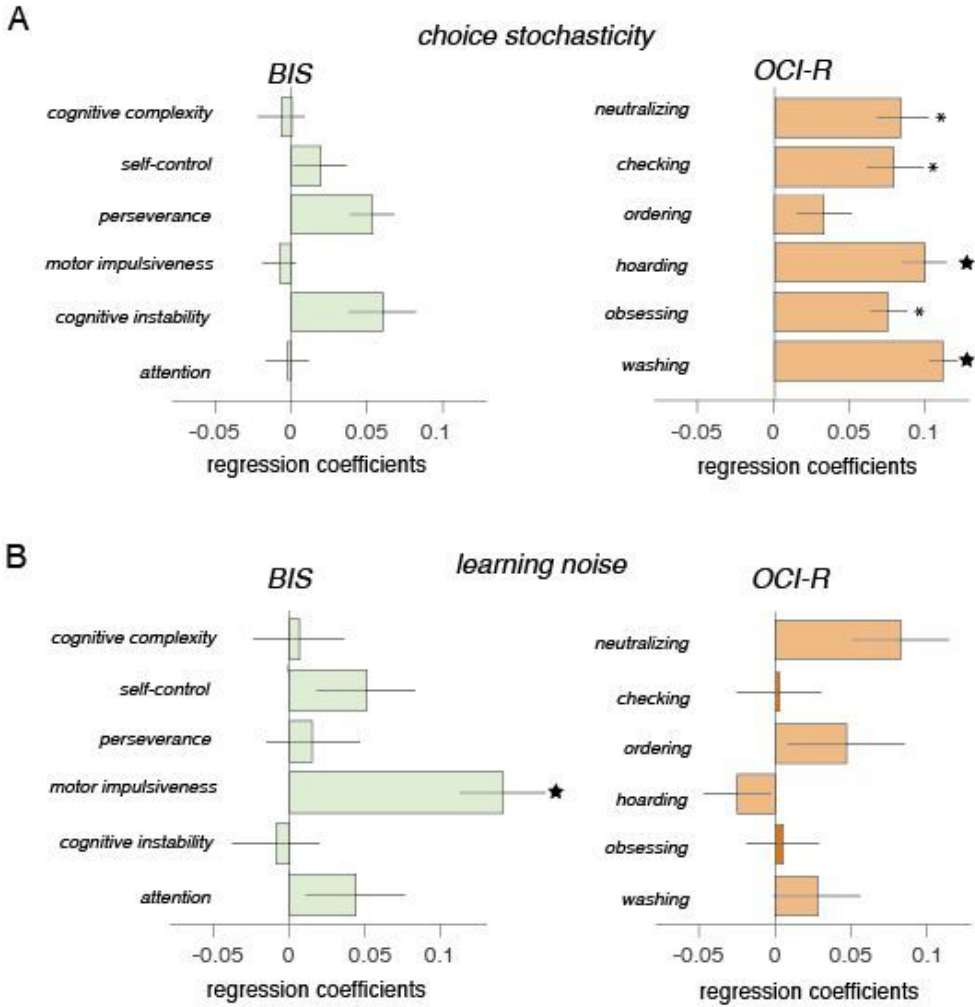 A
choice stochasticity
BIS
cognitive complexity
self-control
perseverance
motor impulsiveness
cognitive instability
attention
-0.05 0 0.05 0.1
regression coefficients
OCI-R
neutralizing *
checking *
ordering
hoarding ★
obsessing *
washing ★
-0.05 0 0.05 0.1
regression coefficients
B
learning noise
BIS
cognitive complexity
self-control
perseverance
motor impulsiveness ★
cognitive instability
attention
-0.05 0 0.05 0.1
regression coefficients
OCI-R
neutralizing
checking
ordering
hoarding
obsessing
washing
-0.05 0 0.05 0.1
regression coefficients